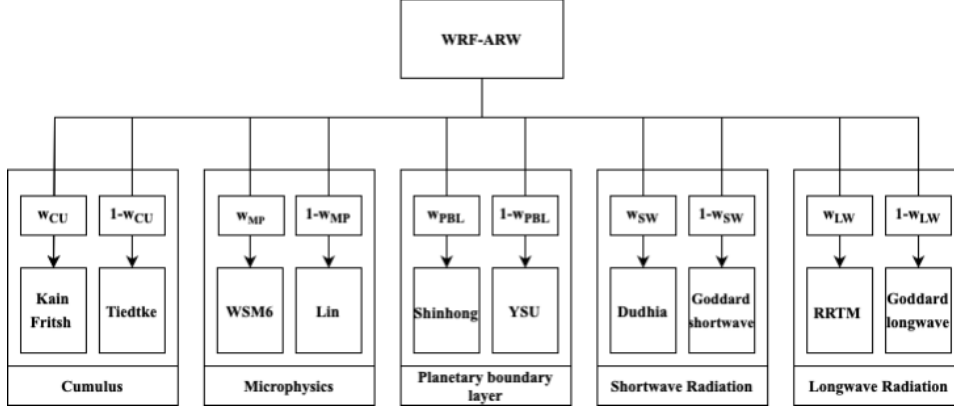 WRF-ARW
wCU
1-wCU
wMP
1-wMP
wPBL
1-wPBL
wSW
1-wSW
wLW
1-wLW
Kain
Fritsh
Tiedtke
WSM6
Lin
Shinhong
YSU
Dudhia
Goddard
shortwave
RRTM
Goddard
longwave
Cumulus
Microphysics
Planetary boundary
layer
Shortwave Radiation
Longwave Radiation